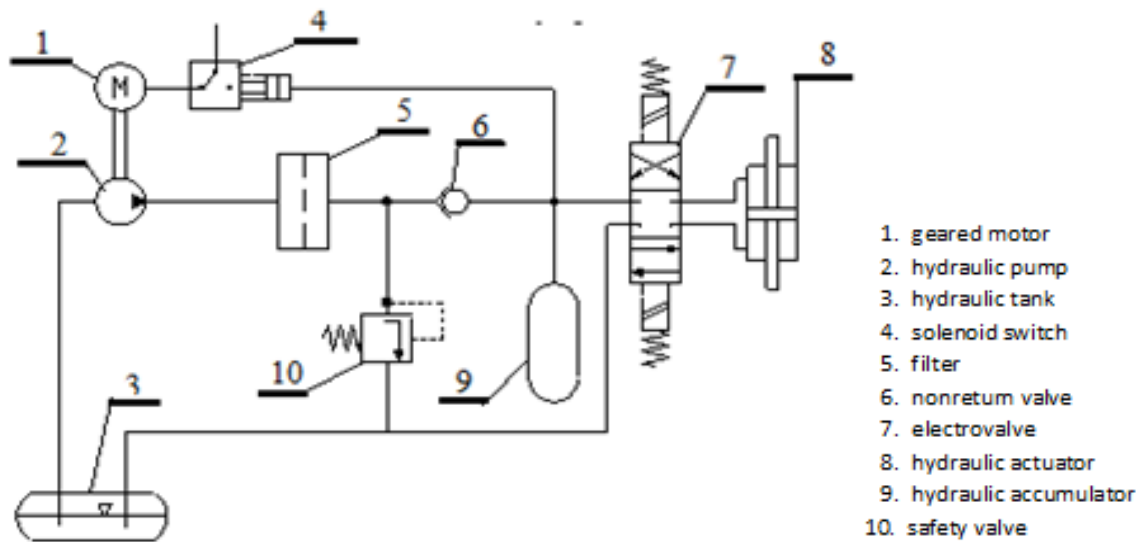 4
1
7
8
M
5
6
2
10
9
3
1. geared motor
2. hydraulic pump
3. hydraulic tank
4. solenoid switch
5. filter
6. nonreturn valve
7. electrovalve
8. hydraulic actuator
9. hydraulic accumulator
10. safety valve